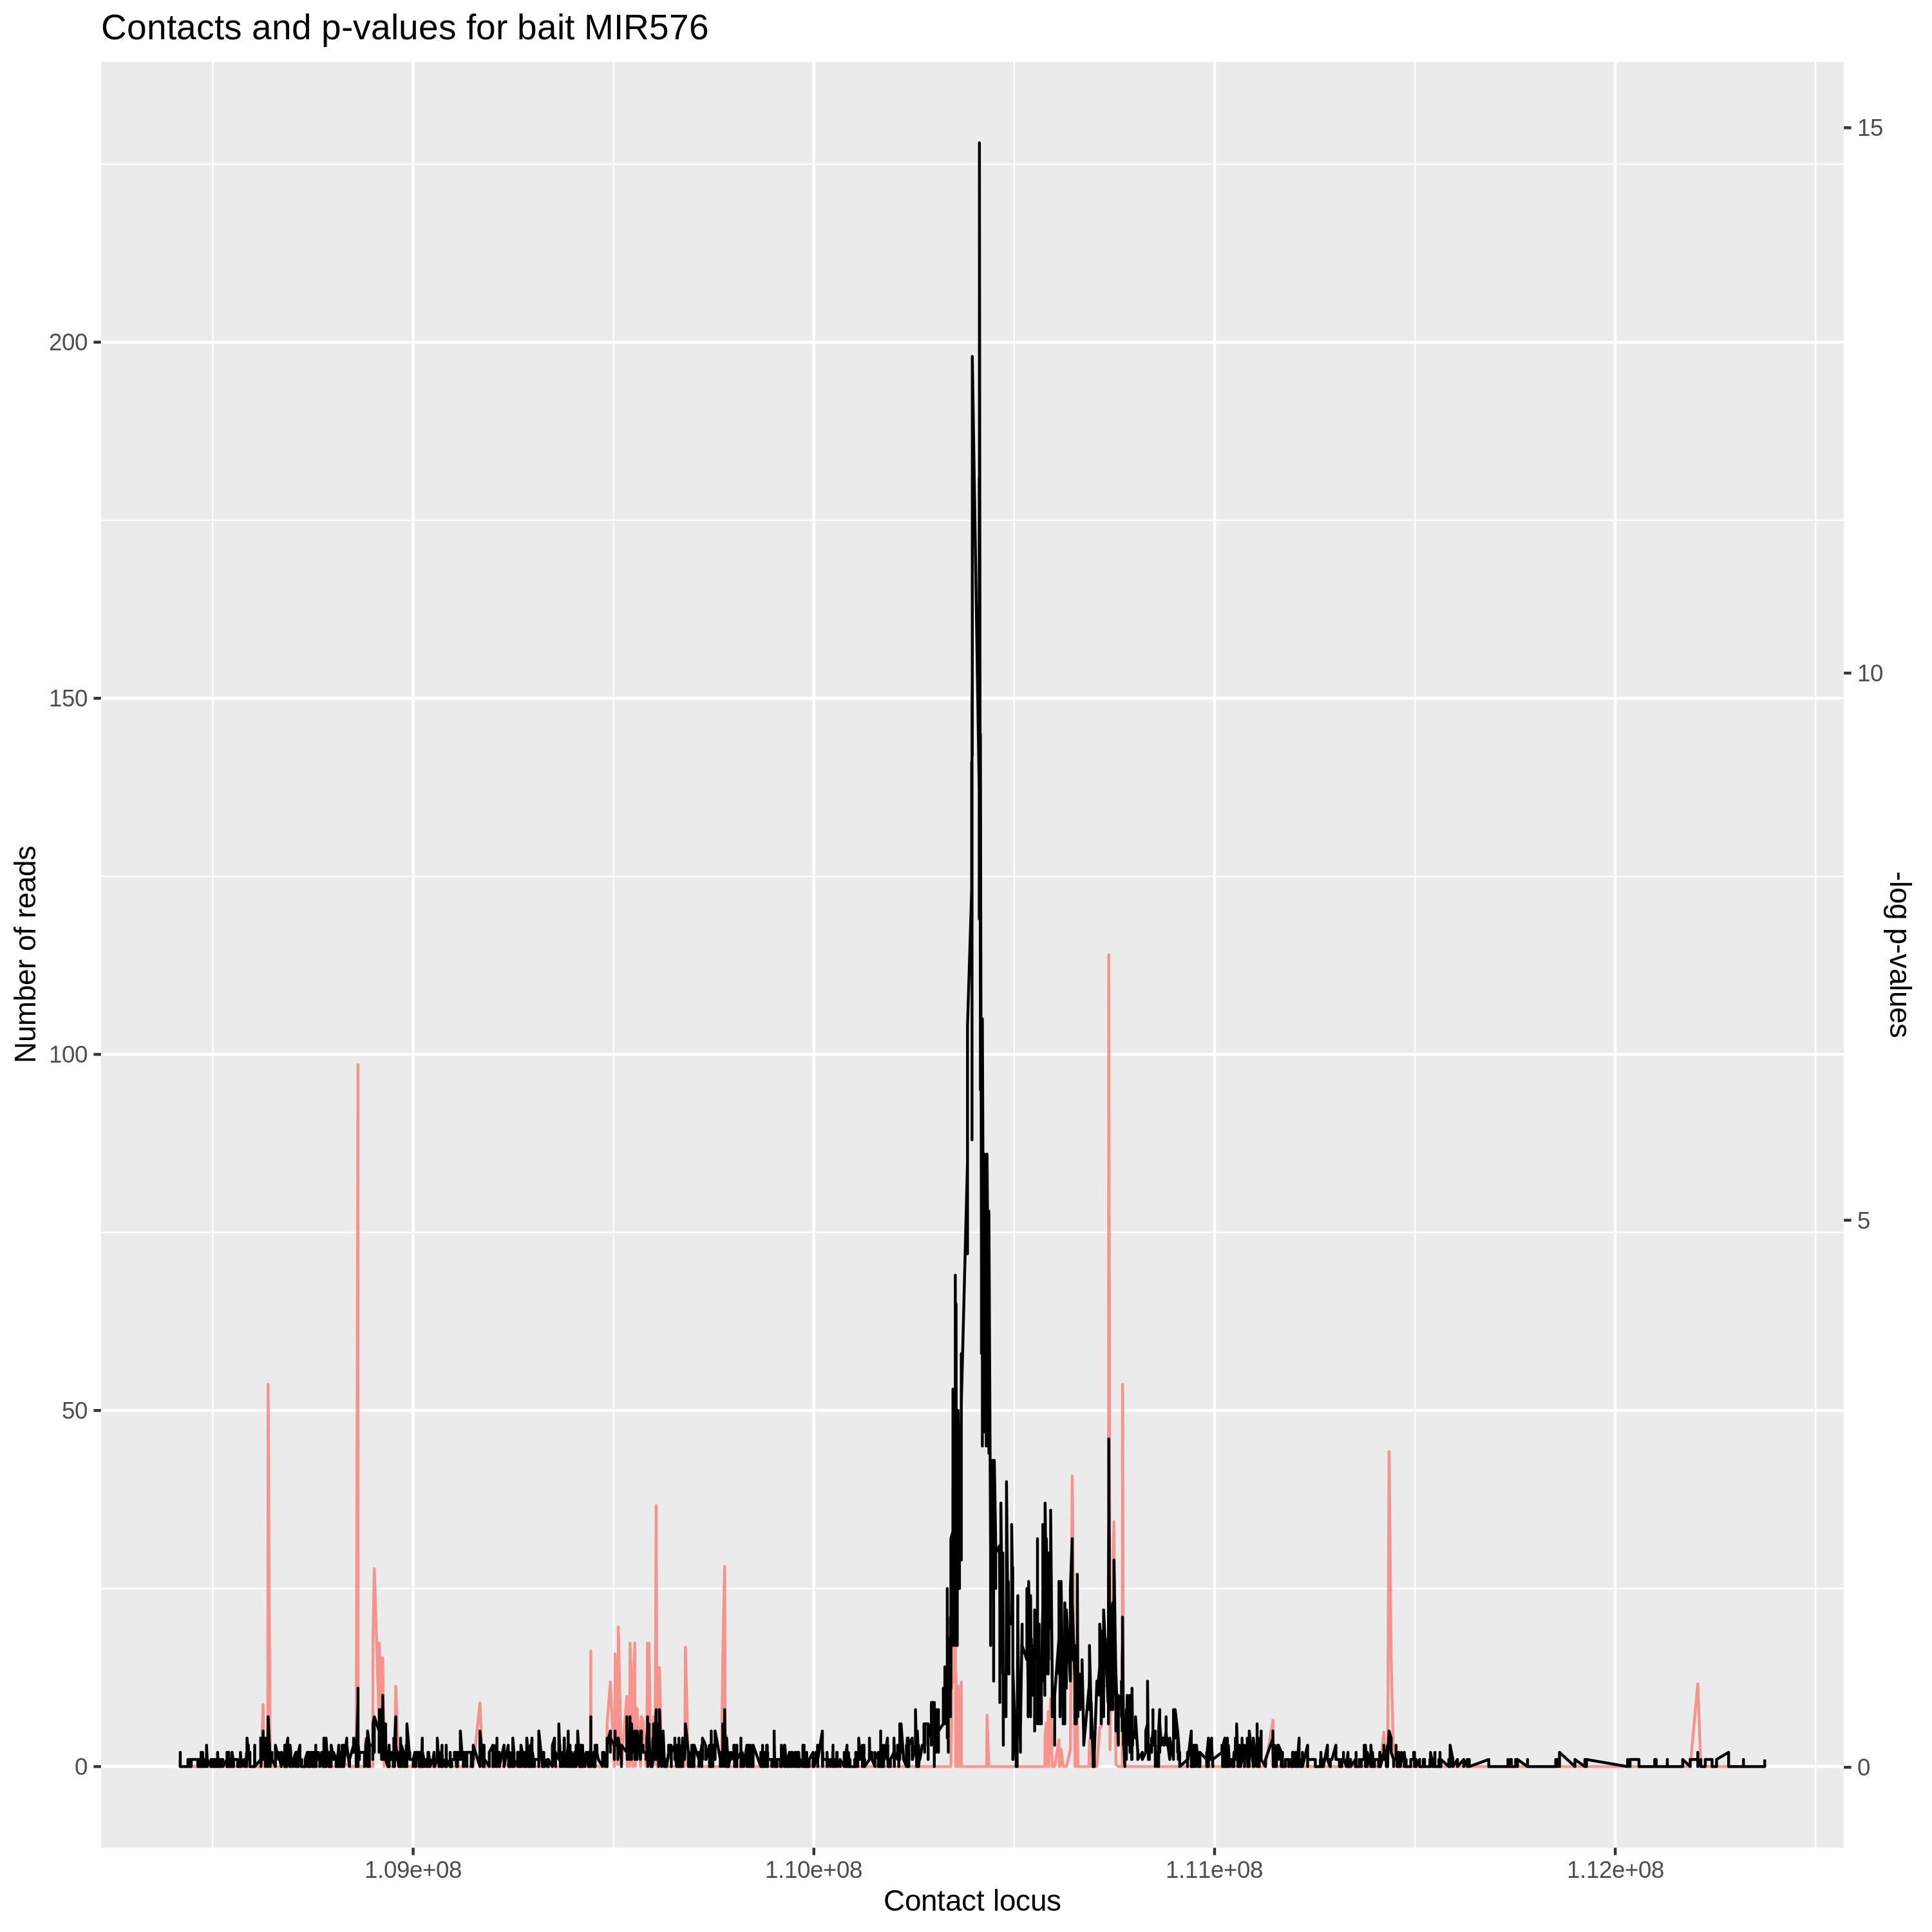 Contacts and p-values for bait MIR576
Number of reads
200
150
100
50
0
15
10
5
0
-log p-values
1.09e+08
1.10e+08
1.11e+08
1.12e+08
Contact locus